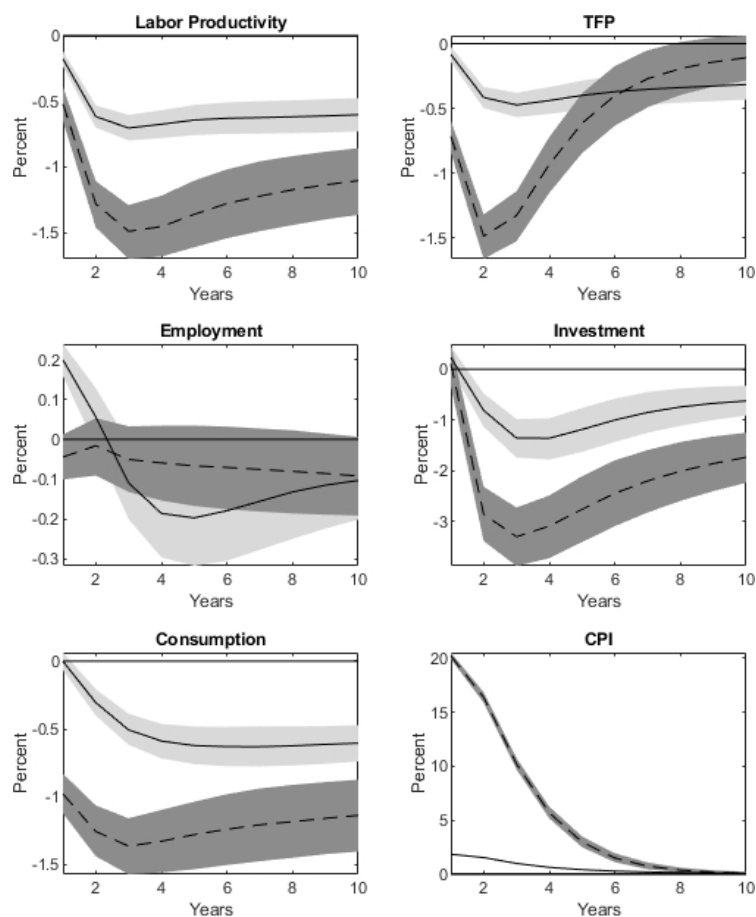 Labor Productivity
0
-0.5
-1
-1.5
Percent
2 4 6 8 10
Years
TFP
0
-0.5
-1
-1.5
Percent
2 4 6 8 10
Years
Employment
0.2
0.1
0
-0.1
-0.2
-0.3
Percent
2 4 6 8 10
Years
Investment
0
-1
-2
-3
Percent
2 4 6 8 10
Years
Consumption
0
-0.5
-1
-1.5
Percent
2 4 6 8 10
Years
CPI
20
15
10
5
0
Percent
2 4 6 8 10
Years